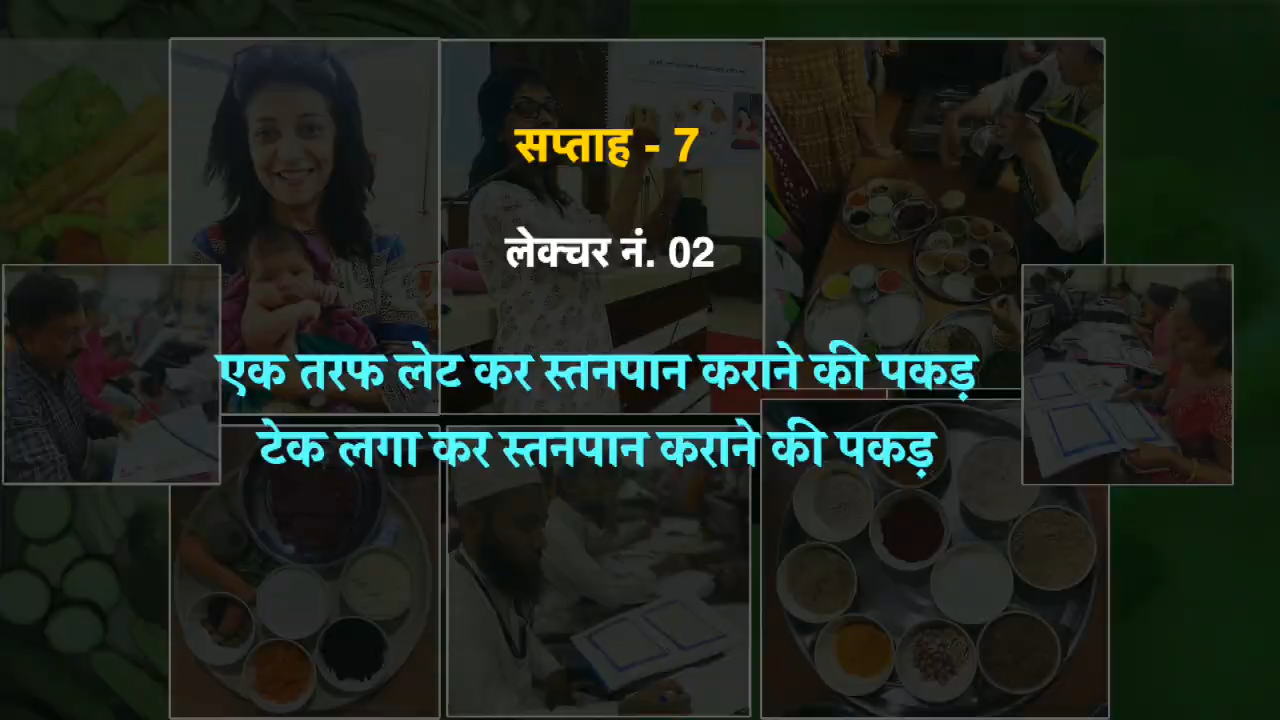 सप्ताह - 7
लेक्चर नं. 02
एक तरफ लेट कर स्तनपान कराने की पकड़
टेक लगा कर स्तनपान कराने की पकड़